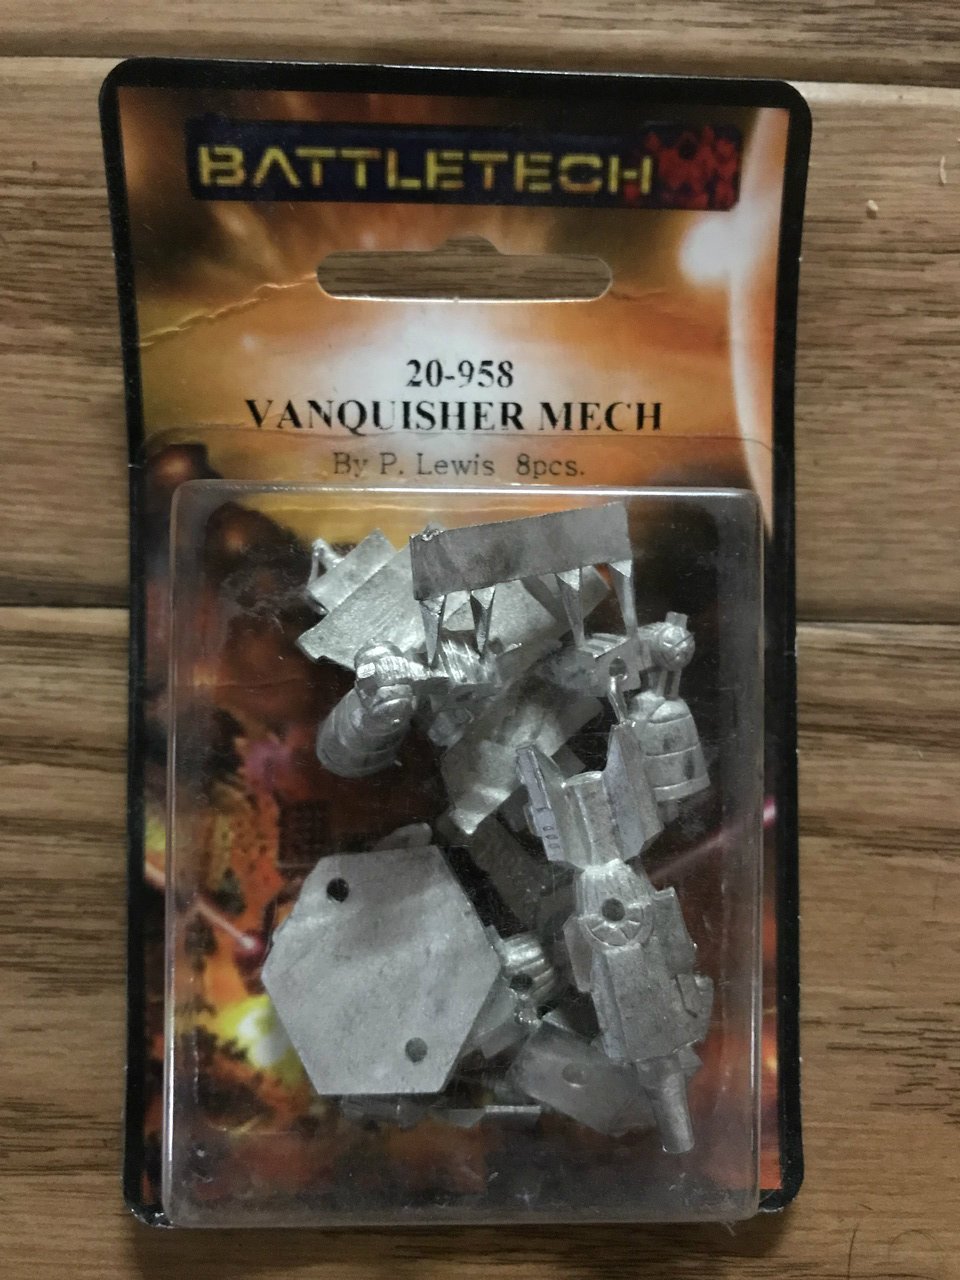 BATTLETECH
20-958
VANQUISHER MECH
By P. Lewis 8pcs.